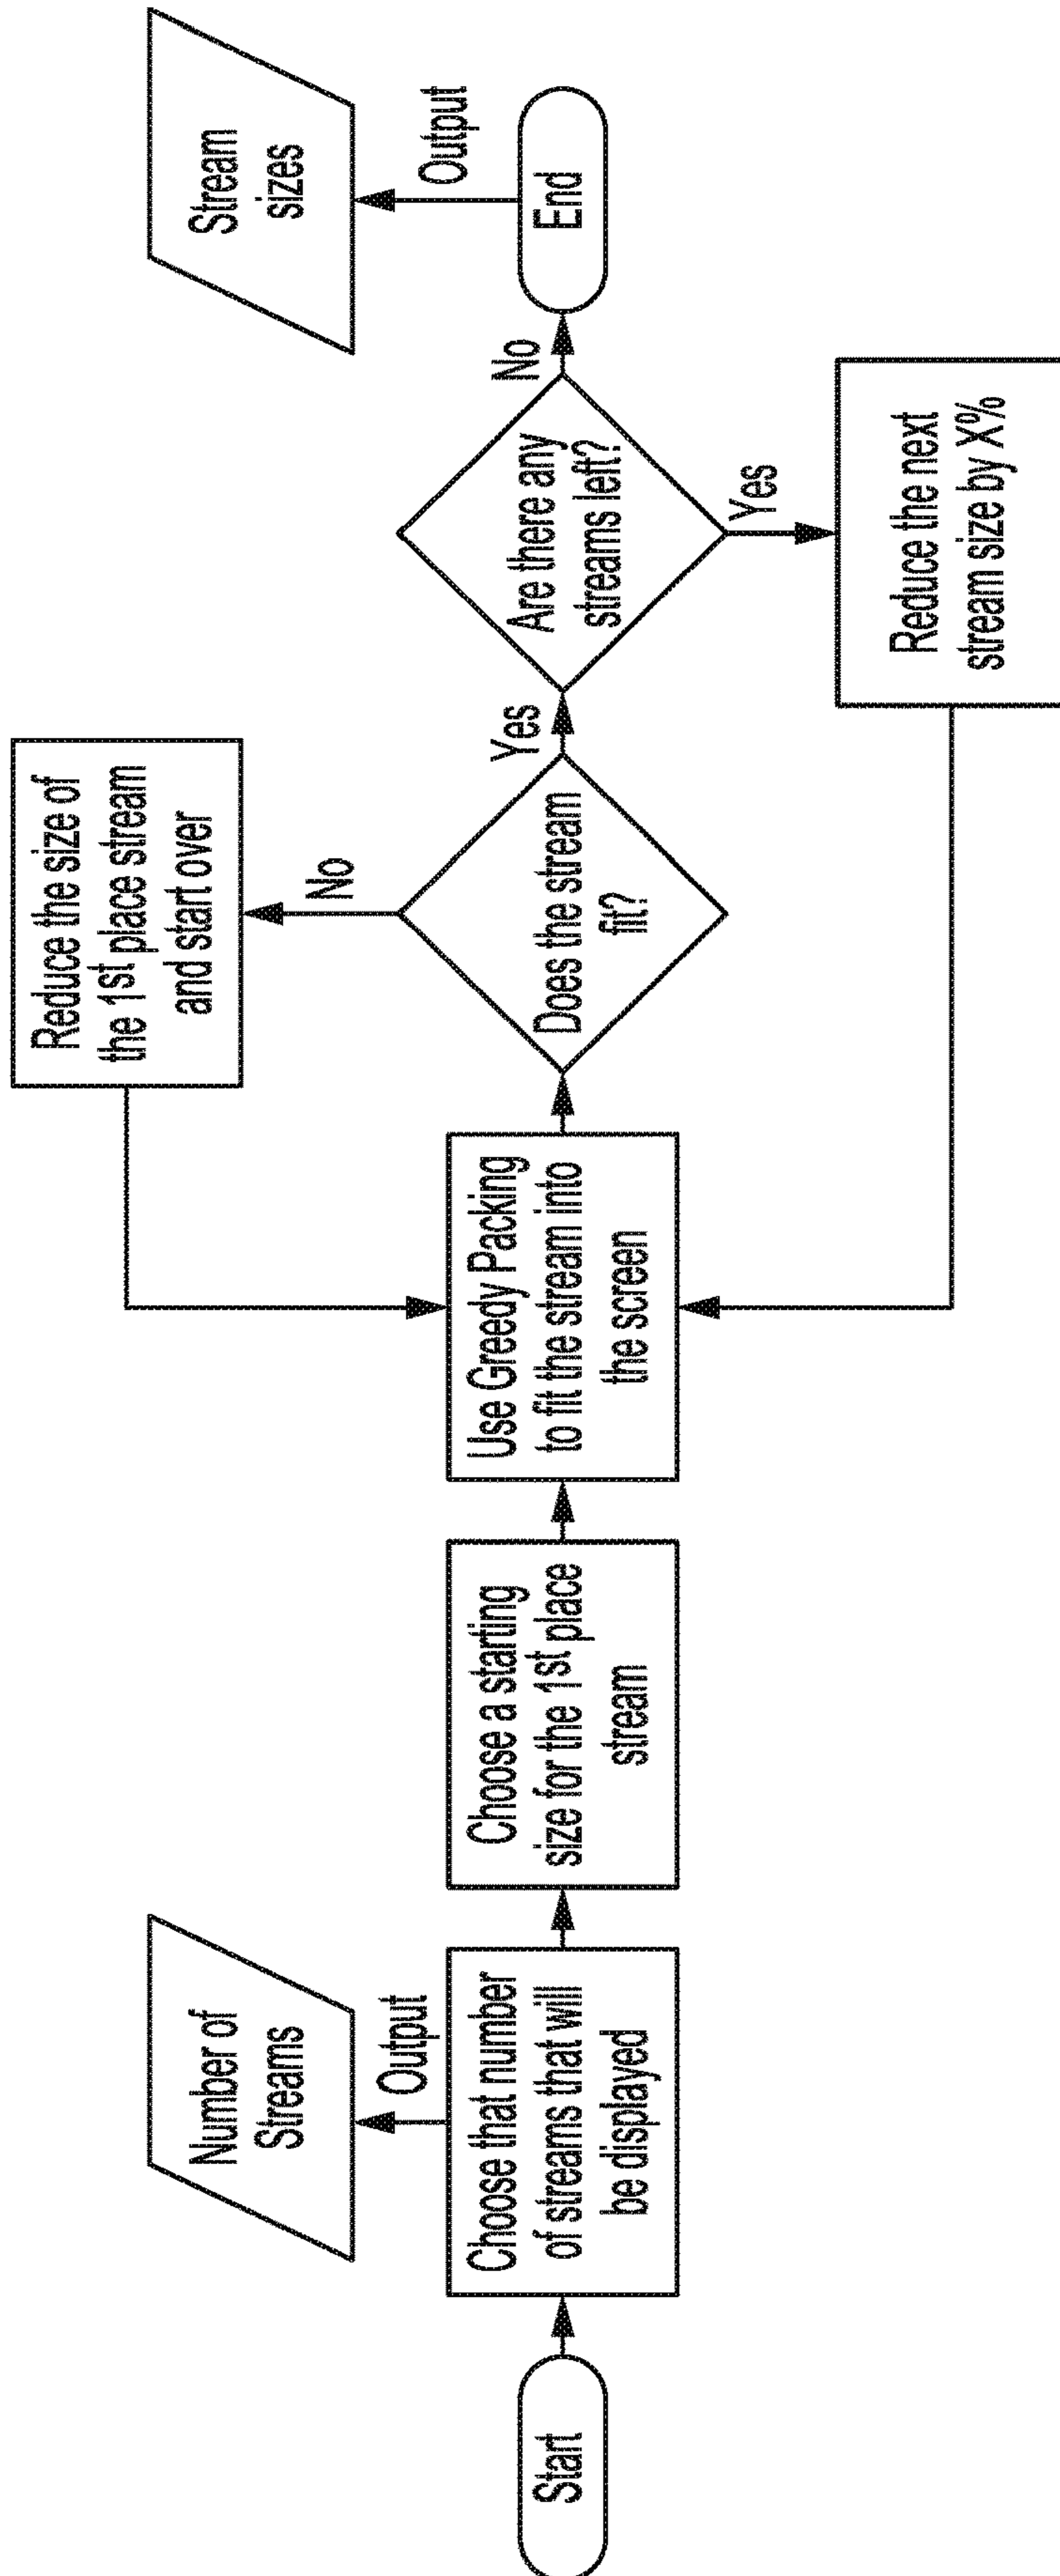 Start
Choose that number
of streams that will
be displayed
Output
Number of
Streams
Choose a starting
size for the 1st place
stream
Use Greedy Packing
to fit the stream into
the screen
Does the stream
fit?
No
Reduce the size of
the 1st place stream
and start over
Yes
Are there any
streams left?
Yes
Reduce the next
stream size by X%
No
End
Output
Stream
sizes